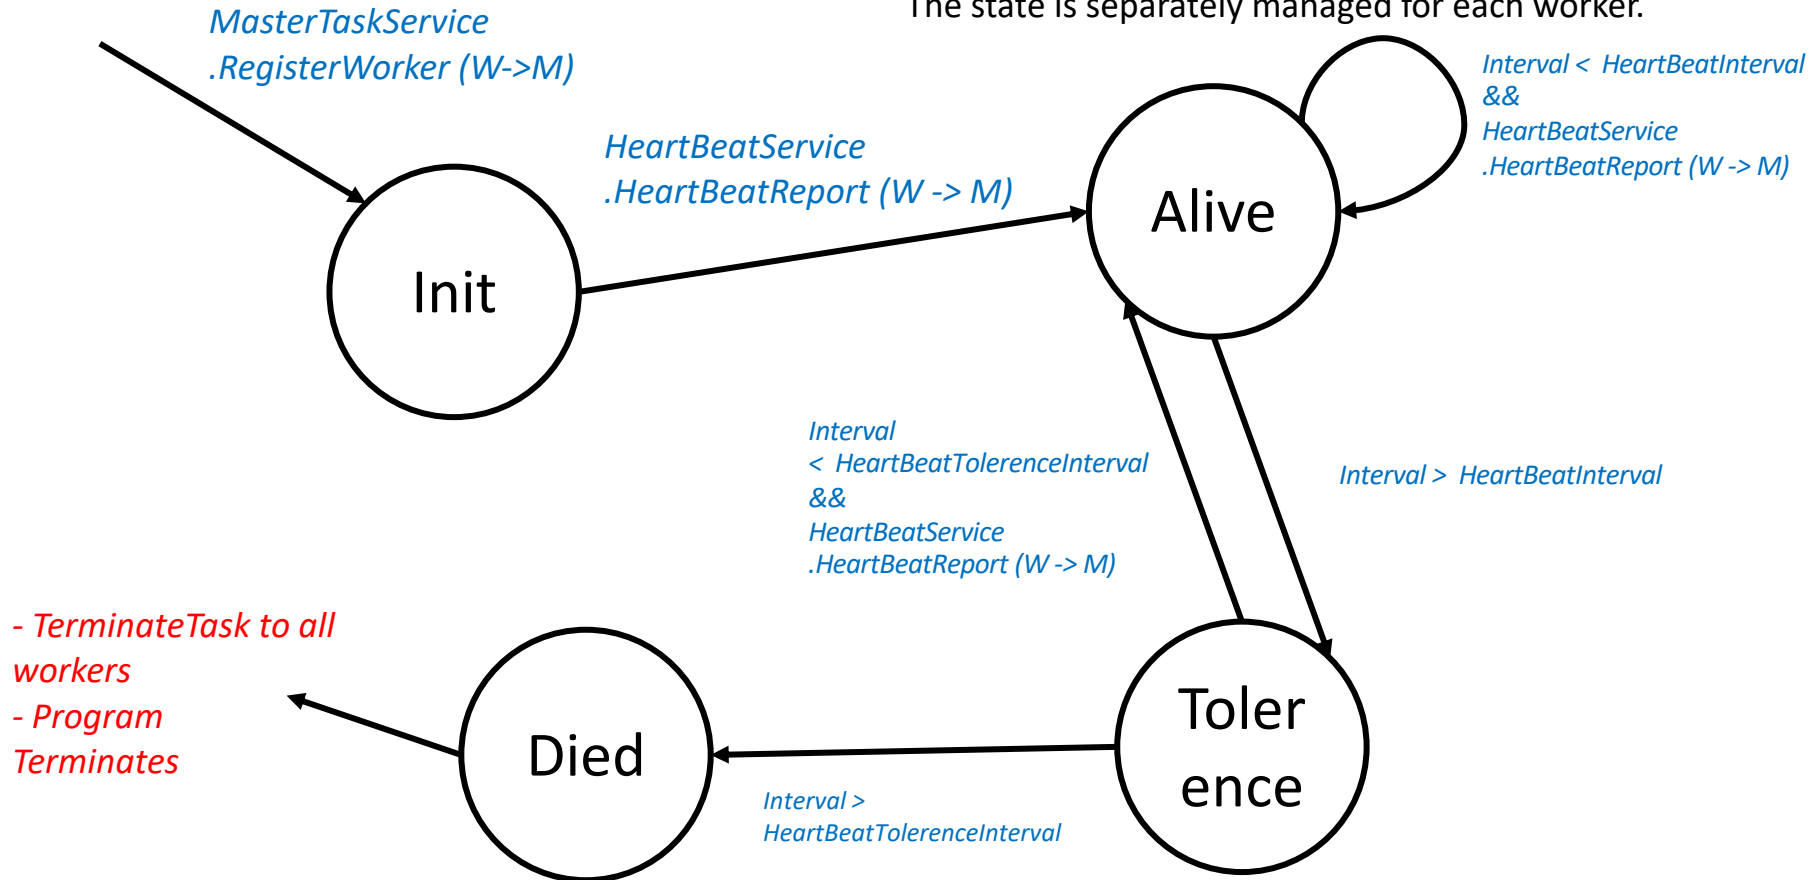 The state is separately managed for each worker.
MasterTaskService
.RegisterWorker (W->M)
HeartBeatService
.HeartBeatReport (W -> M)
Interval < HeartBeatInterval
&&
HeartBeatService
.HeartBeatReport (W -> M)
Alive
Init
Interval
< HeartBeatTolerenceInterval
&&
HeartBeatService
.HeartBeatReport (W -> M)
Interval > HeartBeatInterval
- TerminateTask to all
workers
- Program
Terminates
Died
Toler
ence
Interval >
HeartBeatTolerenceInterval